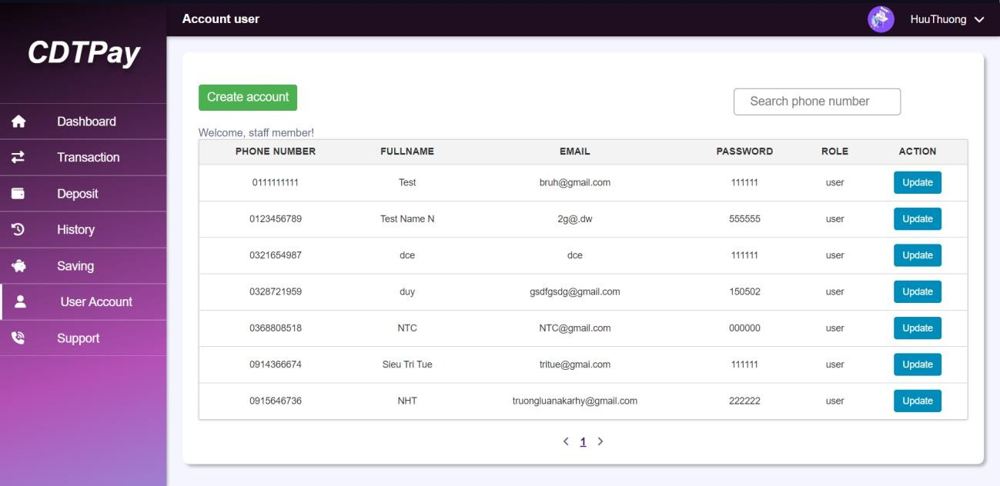 CDTPay
Dashboard
Transaction
Deposit
History
Saving
User Account
Support
Account user
HuuThuong
Create account
Search phone number
Welcome, staff member!
PHONE NUMBER FULLNAME EMAIL PASSWORD ROLE ACTION
0111111111 Test bruh@gmail.com 111111 user Update
0123456789 Test Name N 2g@.dw 555555 user Update
0321654987 dce dce 111111 user Update
0328721959 duy gsdfgsdg@gmail.com 150502 user Update
0368808518 NTC NTC@gmail.com 000000 user Update
0914366674 Sieu Tri Tue tritue@gmai.com 111111 user Update
0915646736 NHT truongluanakarhy@gmail.com 222222 user Update
< 1 >